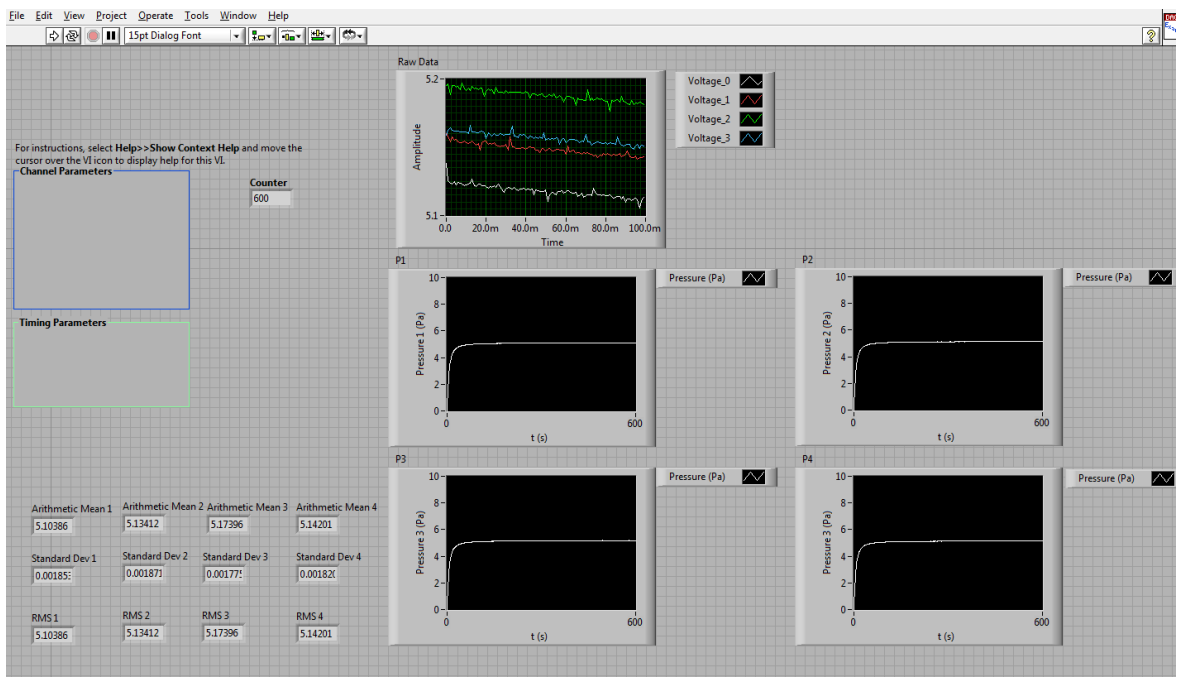 File Edit View Project Operate Tools Window Help
15pt Dialog Font
?
Raw Data
5.2
5.1
Amplitude
0.0 20.0m 40.0m 60.0m 80.0m 100.0m
Time
Voltage_0
Voltage_1
Voltage_2
Voltage_3
For instructions, select Help>>Show Context Help and move the
cursor over the VI icon to display help for this VI.
Channel Parameters
Counter
600
Timing Parameters
P1
Pressure (Pa)
10
8
6
4
2
0
Pressure 1 (Pa)
0 600
t (s)
P2
Pressure (Pa)
10
8
6
4
2
0
Pressure 2 (Pa)
0 600
t (s)
P3
Pressure (Pa)
10
8
6
4
2
0
Pressure 3 (Pa)
0 600
t (s)
P4
Pressure (Pa)
10
8
6
4
2
0
Pressure 3 (Pa)
0 600
t (s)
Arithmetic Mean 1 Arithmetic Mean 2 Arithmetic Mean 3 Arithmetic Mean 4
5.10386 5.13412 5.17396 5.14201
Standard Dev 1 Standard Dev 2 Standard Dev 3 Standard Dev 4
0.00185 0.001871 0.00177 0.00182
RMS 1 RMS 2 RMS 3 RMS 4
5.10386 5.13412 5.17396 5.14201